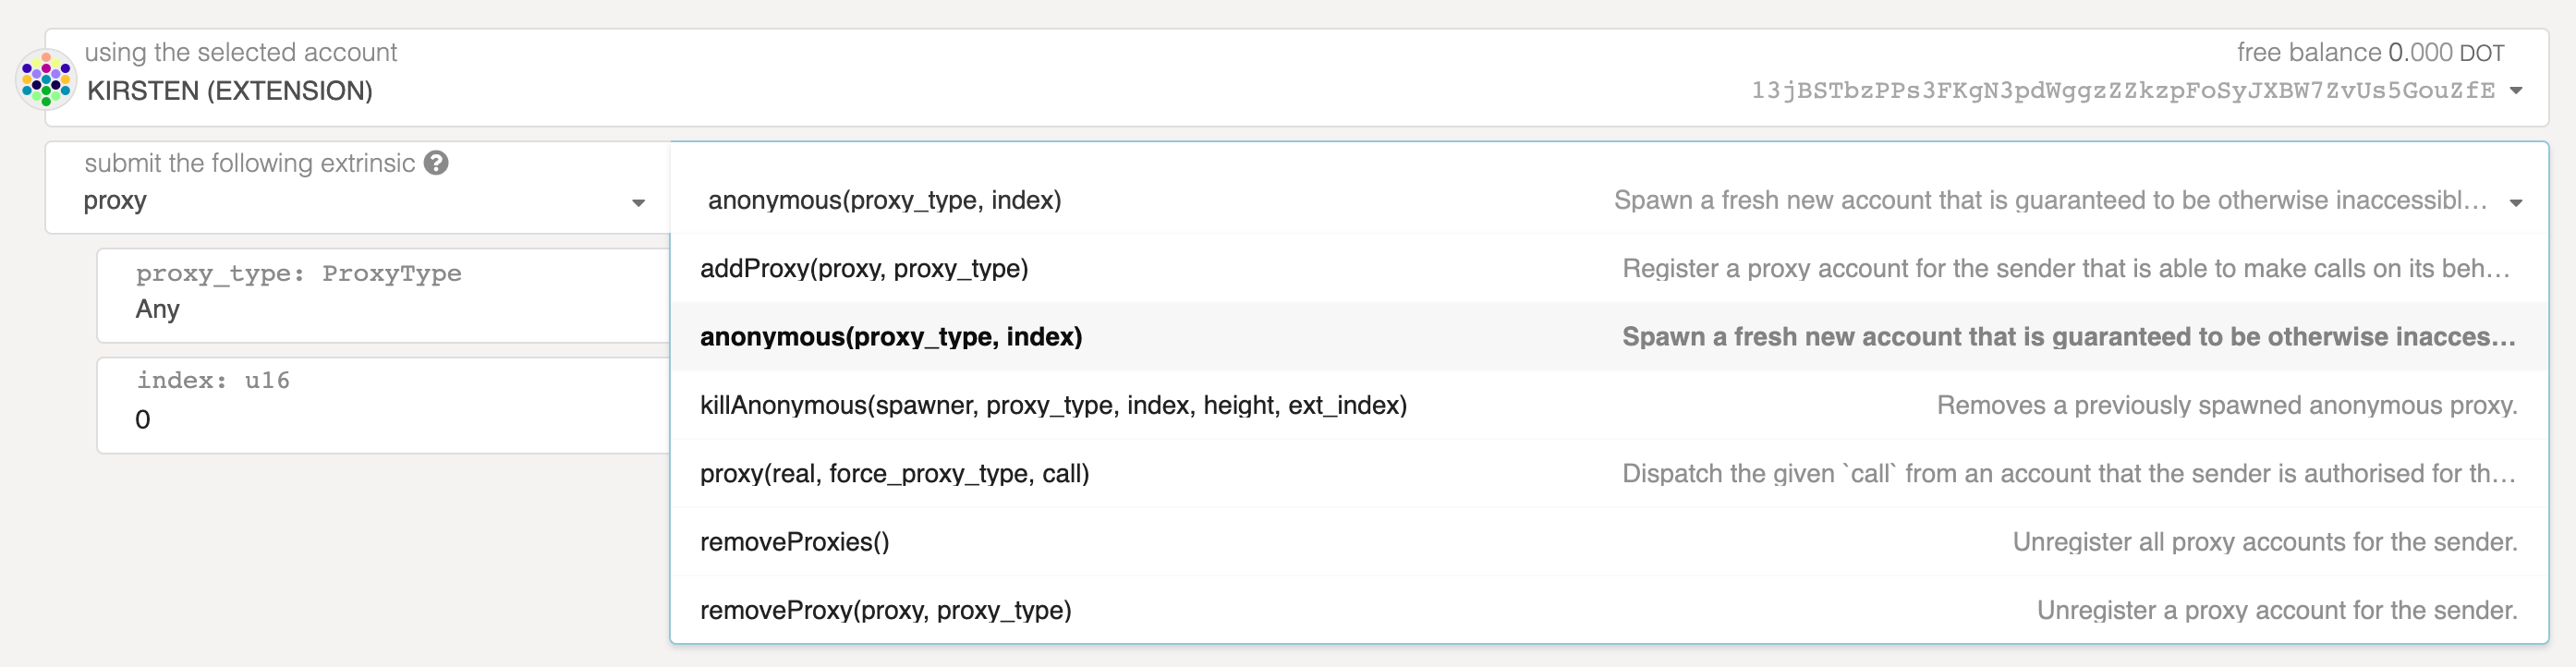 using the selected account
free balance 0.000 DOT
KIRSTEN (EXTENSION)
13jBSTbzPPs3FKgN3pdWggzZZkzpFoSyJXBW7ZvUs5GouZfE
submit the following extrinsic ?
proxy
anonymous(proxy_type, index)
Spawn a fresh new account that is guaranteed to be otherwise inaccessibl…
addProxy(proxy, proxy_type)
Register a proxy account for the sender that is able to make calls on its beh…
anonymous(proxy_type, index)
Spawn a fresh new account that is guaranteed to be otherwise inacces…
killAnonymous(spawner, proxy_type, index, height, ext_index)
Removes a previously spawned anonymous proxy.
proxy(real, force_proxy_type, call)
Dispatch the given `call` from an account that the sender is authorised for th…
removeProxies()
Unregister all proxy accounts for the sender.
removeProxy(proxy, proxy_type)
Unregister a proxy account for the sender.
proxy_type: ProxyType
Any
index: u16
0